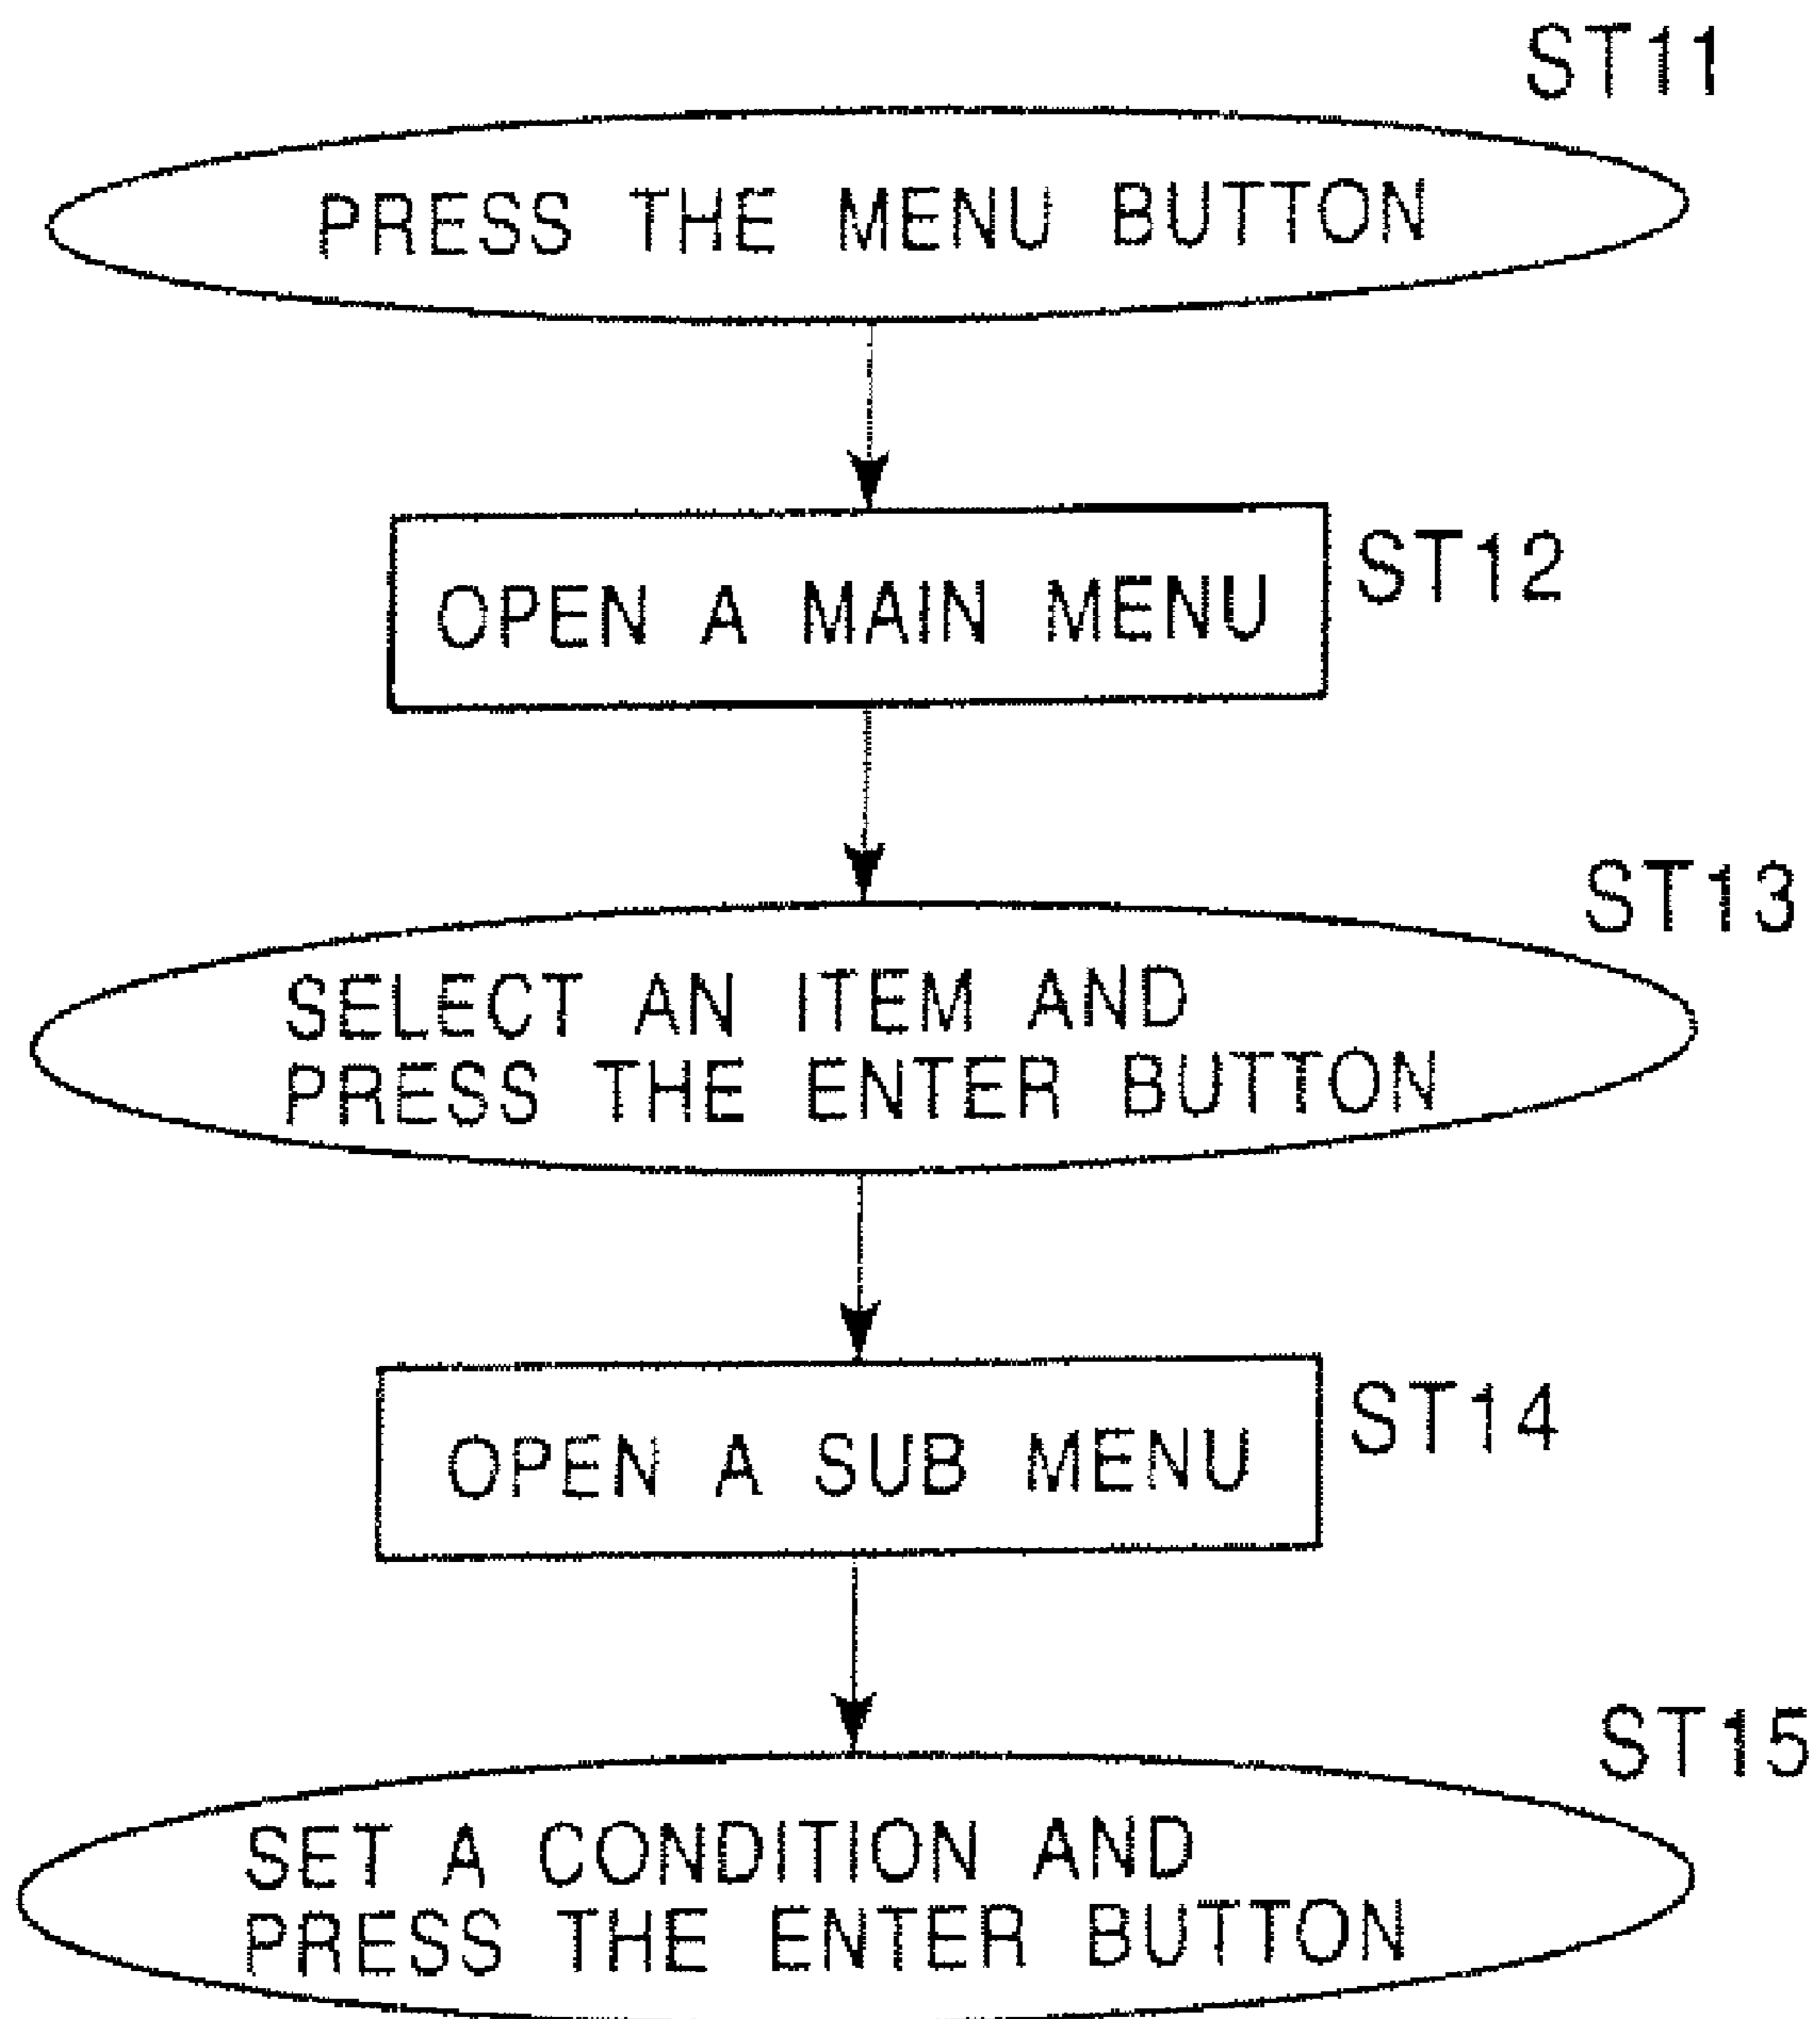 ST11
PRESS THE MENU BUTTON
ST12
OPEN A MAIN MENU
ST13
SELECT AN ITEM AND
PRESS THE ENTER BUTTON
ST14
OPEN A SUB MENU
ST15
SET A CONDITION AND
PRESS THE ENTER BUTTON